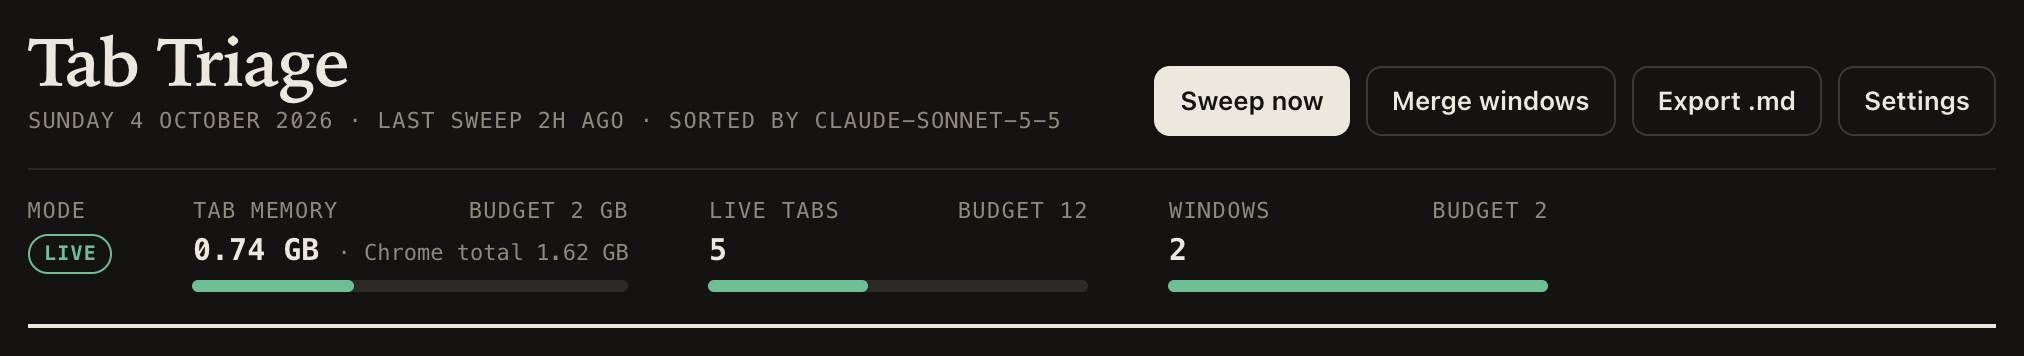 Tab Triage
SUNDAY 4 OCTOBER 2026 · LAST SWEEP 2H AGO · SORTED BY CLAUDE-SONNET-5-5
Sweep now
Merge windows
Export .md
Settings
MODE
LIVE
TAB MEMORY BUDGET 2 GB
0.74 GB · Chrome total 1.62 GB
LIVE TABS BUDGET 12
5
WINDOWS BUDGET 2
2